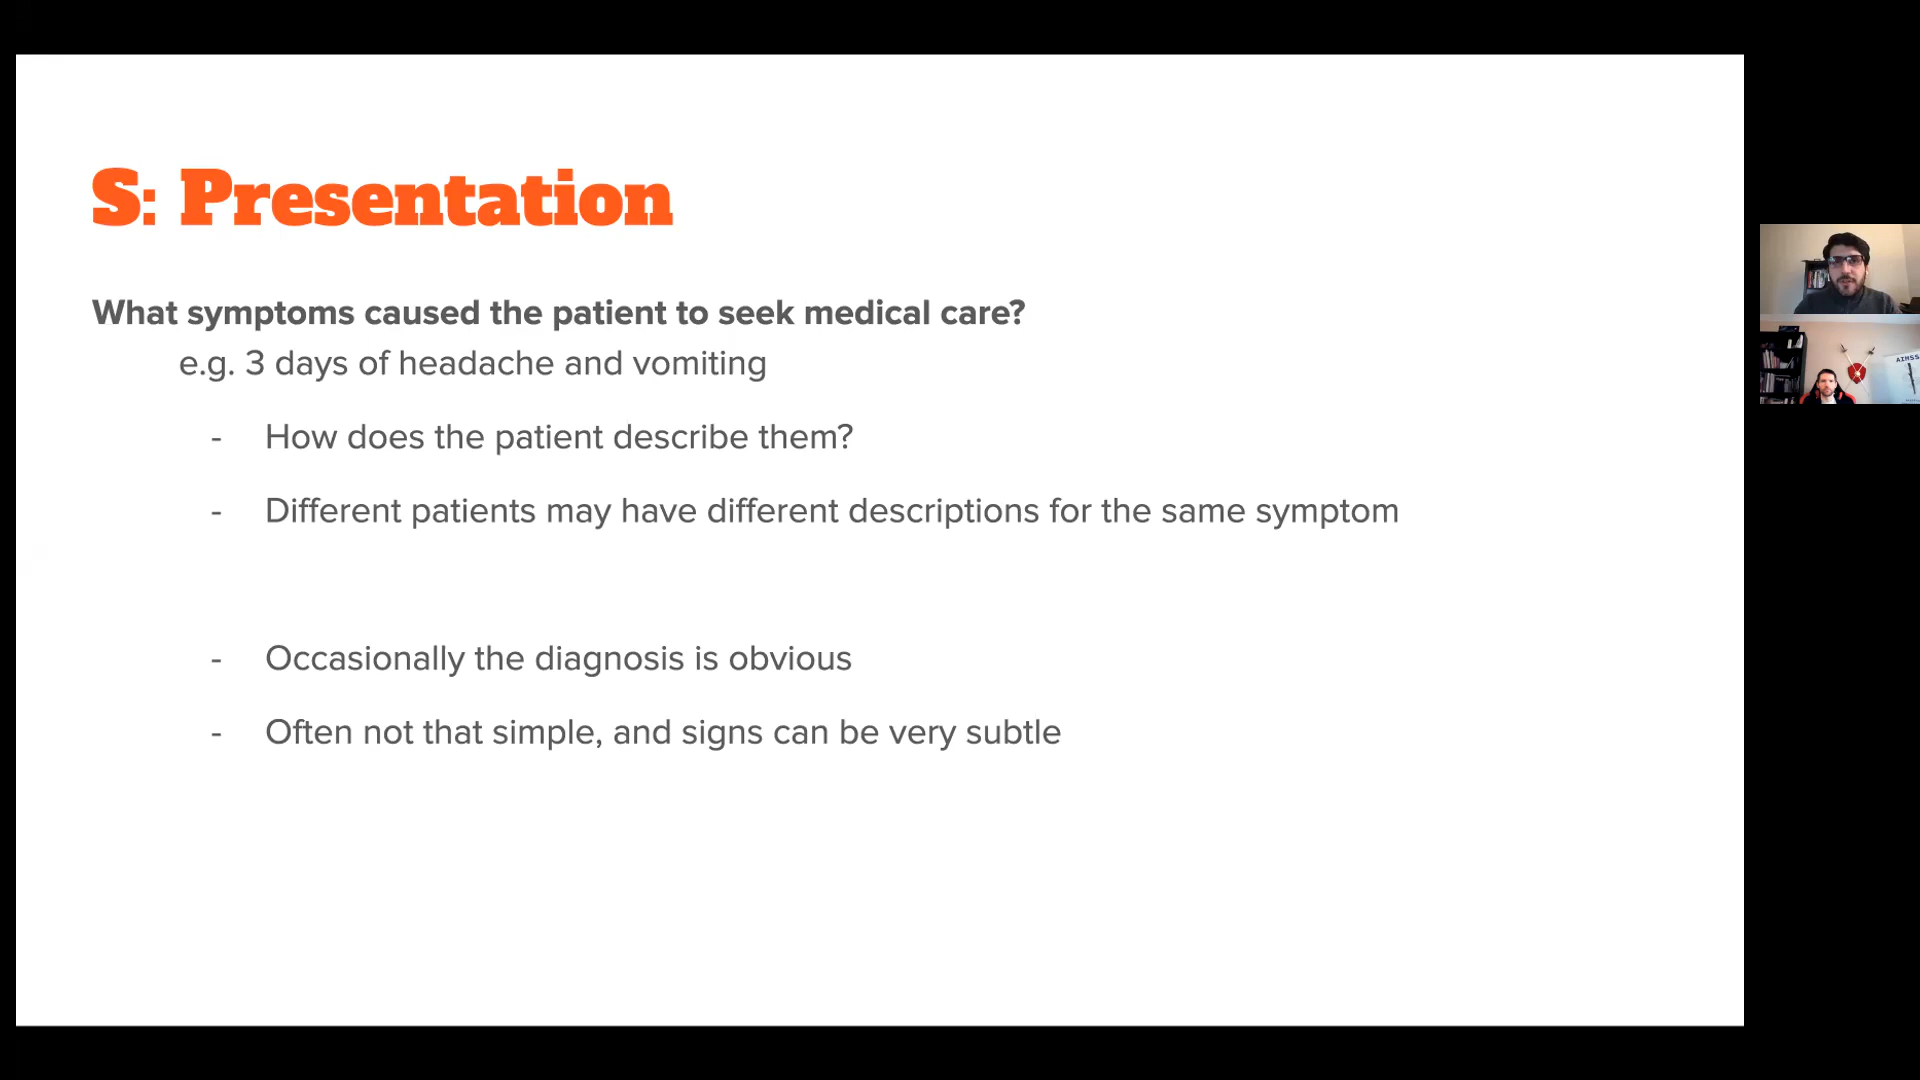 S: Presentation
What symptoms caused the patient to seek medical care?
e.g. 3 days of headache and vomiting
- How does the patient describe them?
- Different patients may have different descriptions for the same symptom
- Occasionally the diagnosis is obvious
- Often not that simple, and signs can be very subtle
AIMSS